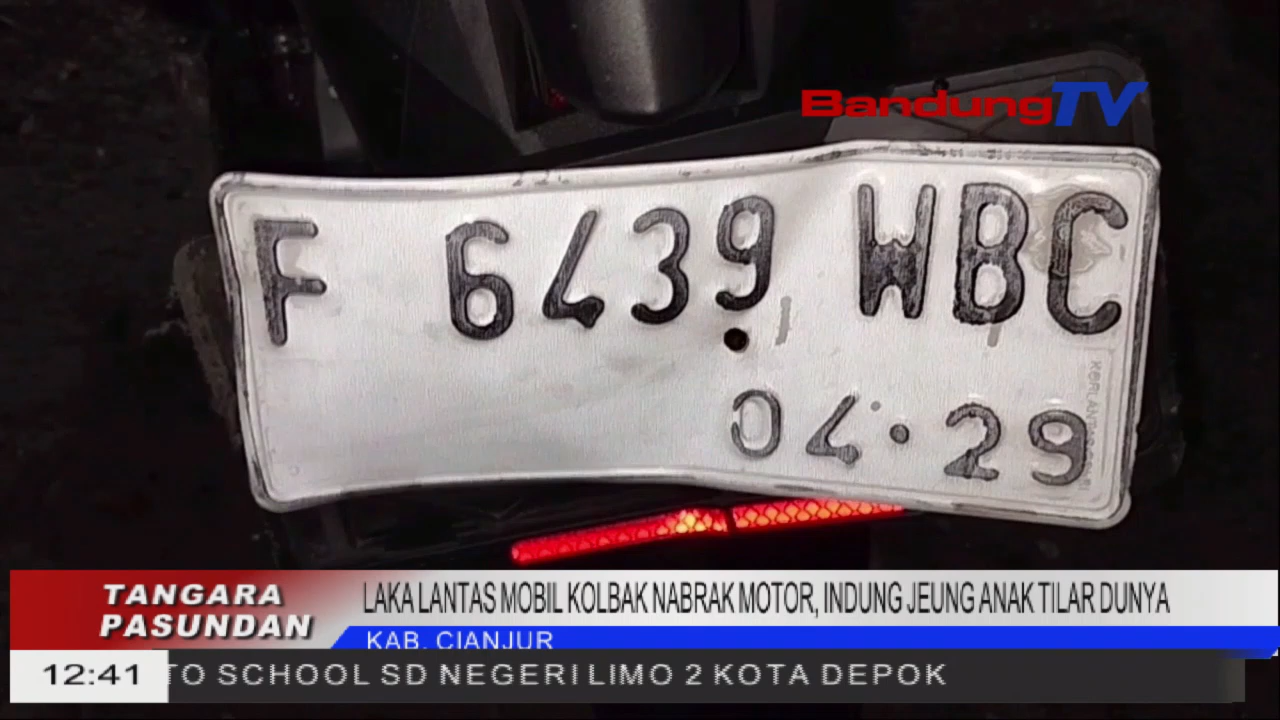 BandungTV
F 6439 WBC
04·29
TANGARA PASUNDAN
LAKA LANTAS MOBIL KOLBAK NABRAK MOTOR, INDUNG JEUNG ANAK TILAR DUNYA
KAB. CIANJUR
12:41
TO SCHOOL SD NEGERI LIMO 2 KOTA DEPOK